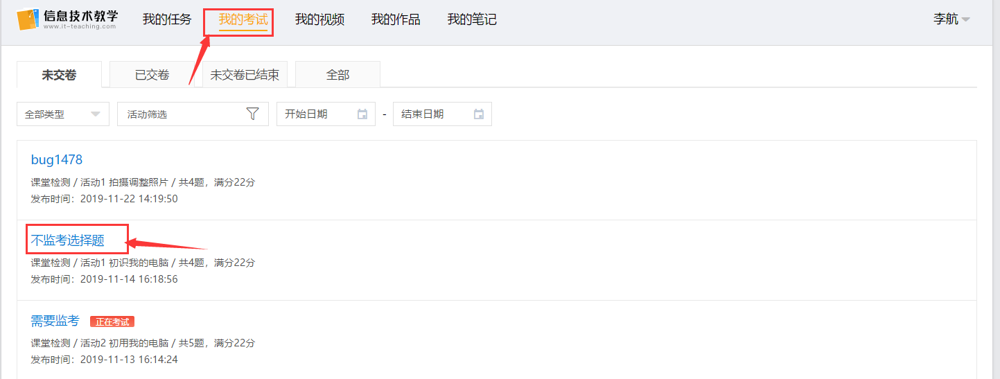 信息技术教学
www.it-teaching.com
我的任务 我的考试 我的视频 我的作品 我的笔记 李航
未交卷 已交卷 未交卷已结束 全部
全部类型 活动筛选 开始日期 - 结束日期
bug1478
课堂检测 / 活动1 拍摄调整照片 / 共4题，满分22分
发布时间：2019-11-22 14:19:50
不监考选择题
课堂检测 / 活动1 初识我的电脑 / 共4题，满分22分
发布时间：2019-11-14 16:18:56
需要监考 正在考试
课堂检测 / 活动2 初用我的电脑 / 共5题，满分22分
发布时间：2019-11-13 16:14:24